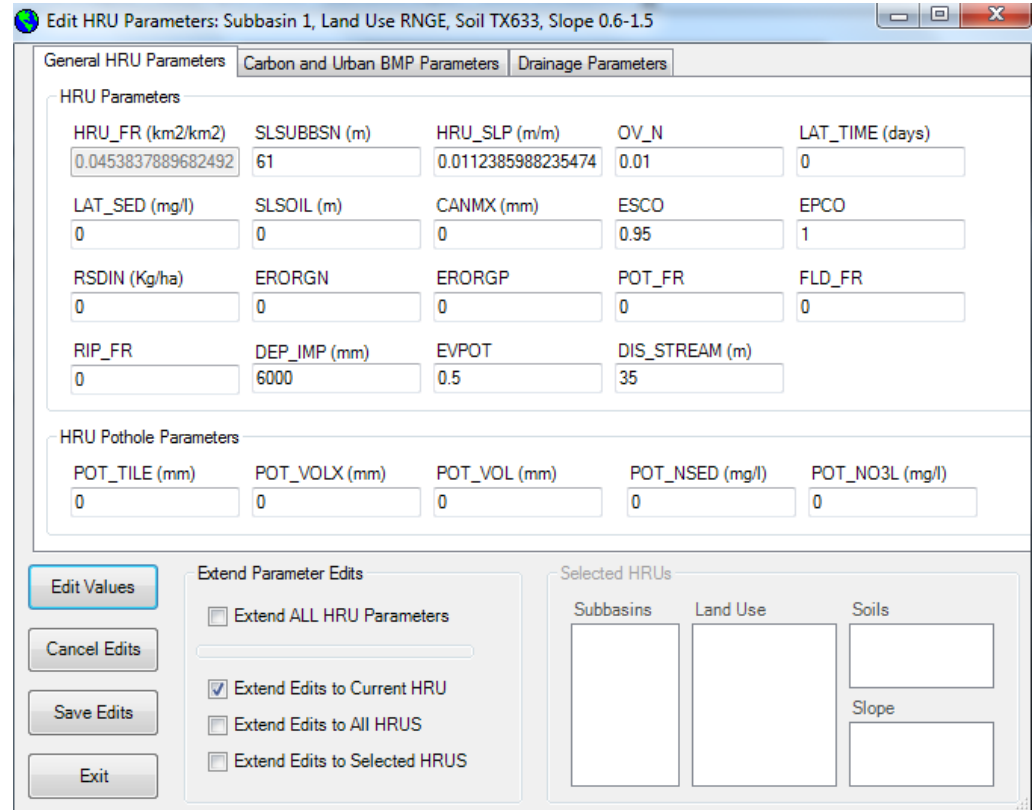 Edit HRU Parameters: Subbasin 1, Land Use RNGE, Soil TX633, Slope 0.6-1.5
General HRU Parameters Carbon and Urban BMP Parameters Drainage Parameters
HRU Parameters
HRU_FR (km2/km2) SLSUBBSN (m) HRU_SLP (m/m) OV_N LAT_TIME (days)
0.0453837889682492 61 0.0112385988235474 0.01 0
LAT_SED (mg/l) SLSOIL (m) CANMX (mm) ESCO EPCO
0 0 0 0.95 1
RSDIN (Kg/ha) ERORGN ERORGP POT_FR FLD_FR
0 0 0 0 0
RIP_FR DEP_IMP (mm) EVPOT DIS_STREAM (m)
0 6000 0.5 35
HRU Pothole Parameters
POT_TILE (mm) POT_VOLX (mm) POT_VOL (mm) POT_NSED (mg/l) POT_NO3L (mg/l)
0 0 0 0 0
Edit Values
Cancel Edits
Save Edits
Exit
Extend Parameter Edits
Extend ALL HRU Parameters
Extend Edits to Current HRU
Extend Edits to All HRUS
Extend Edits to Selected HRUS
Selected HRUs
Subbasins Land Use Soils
Slope